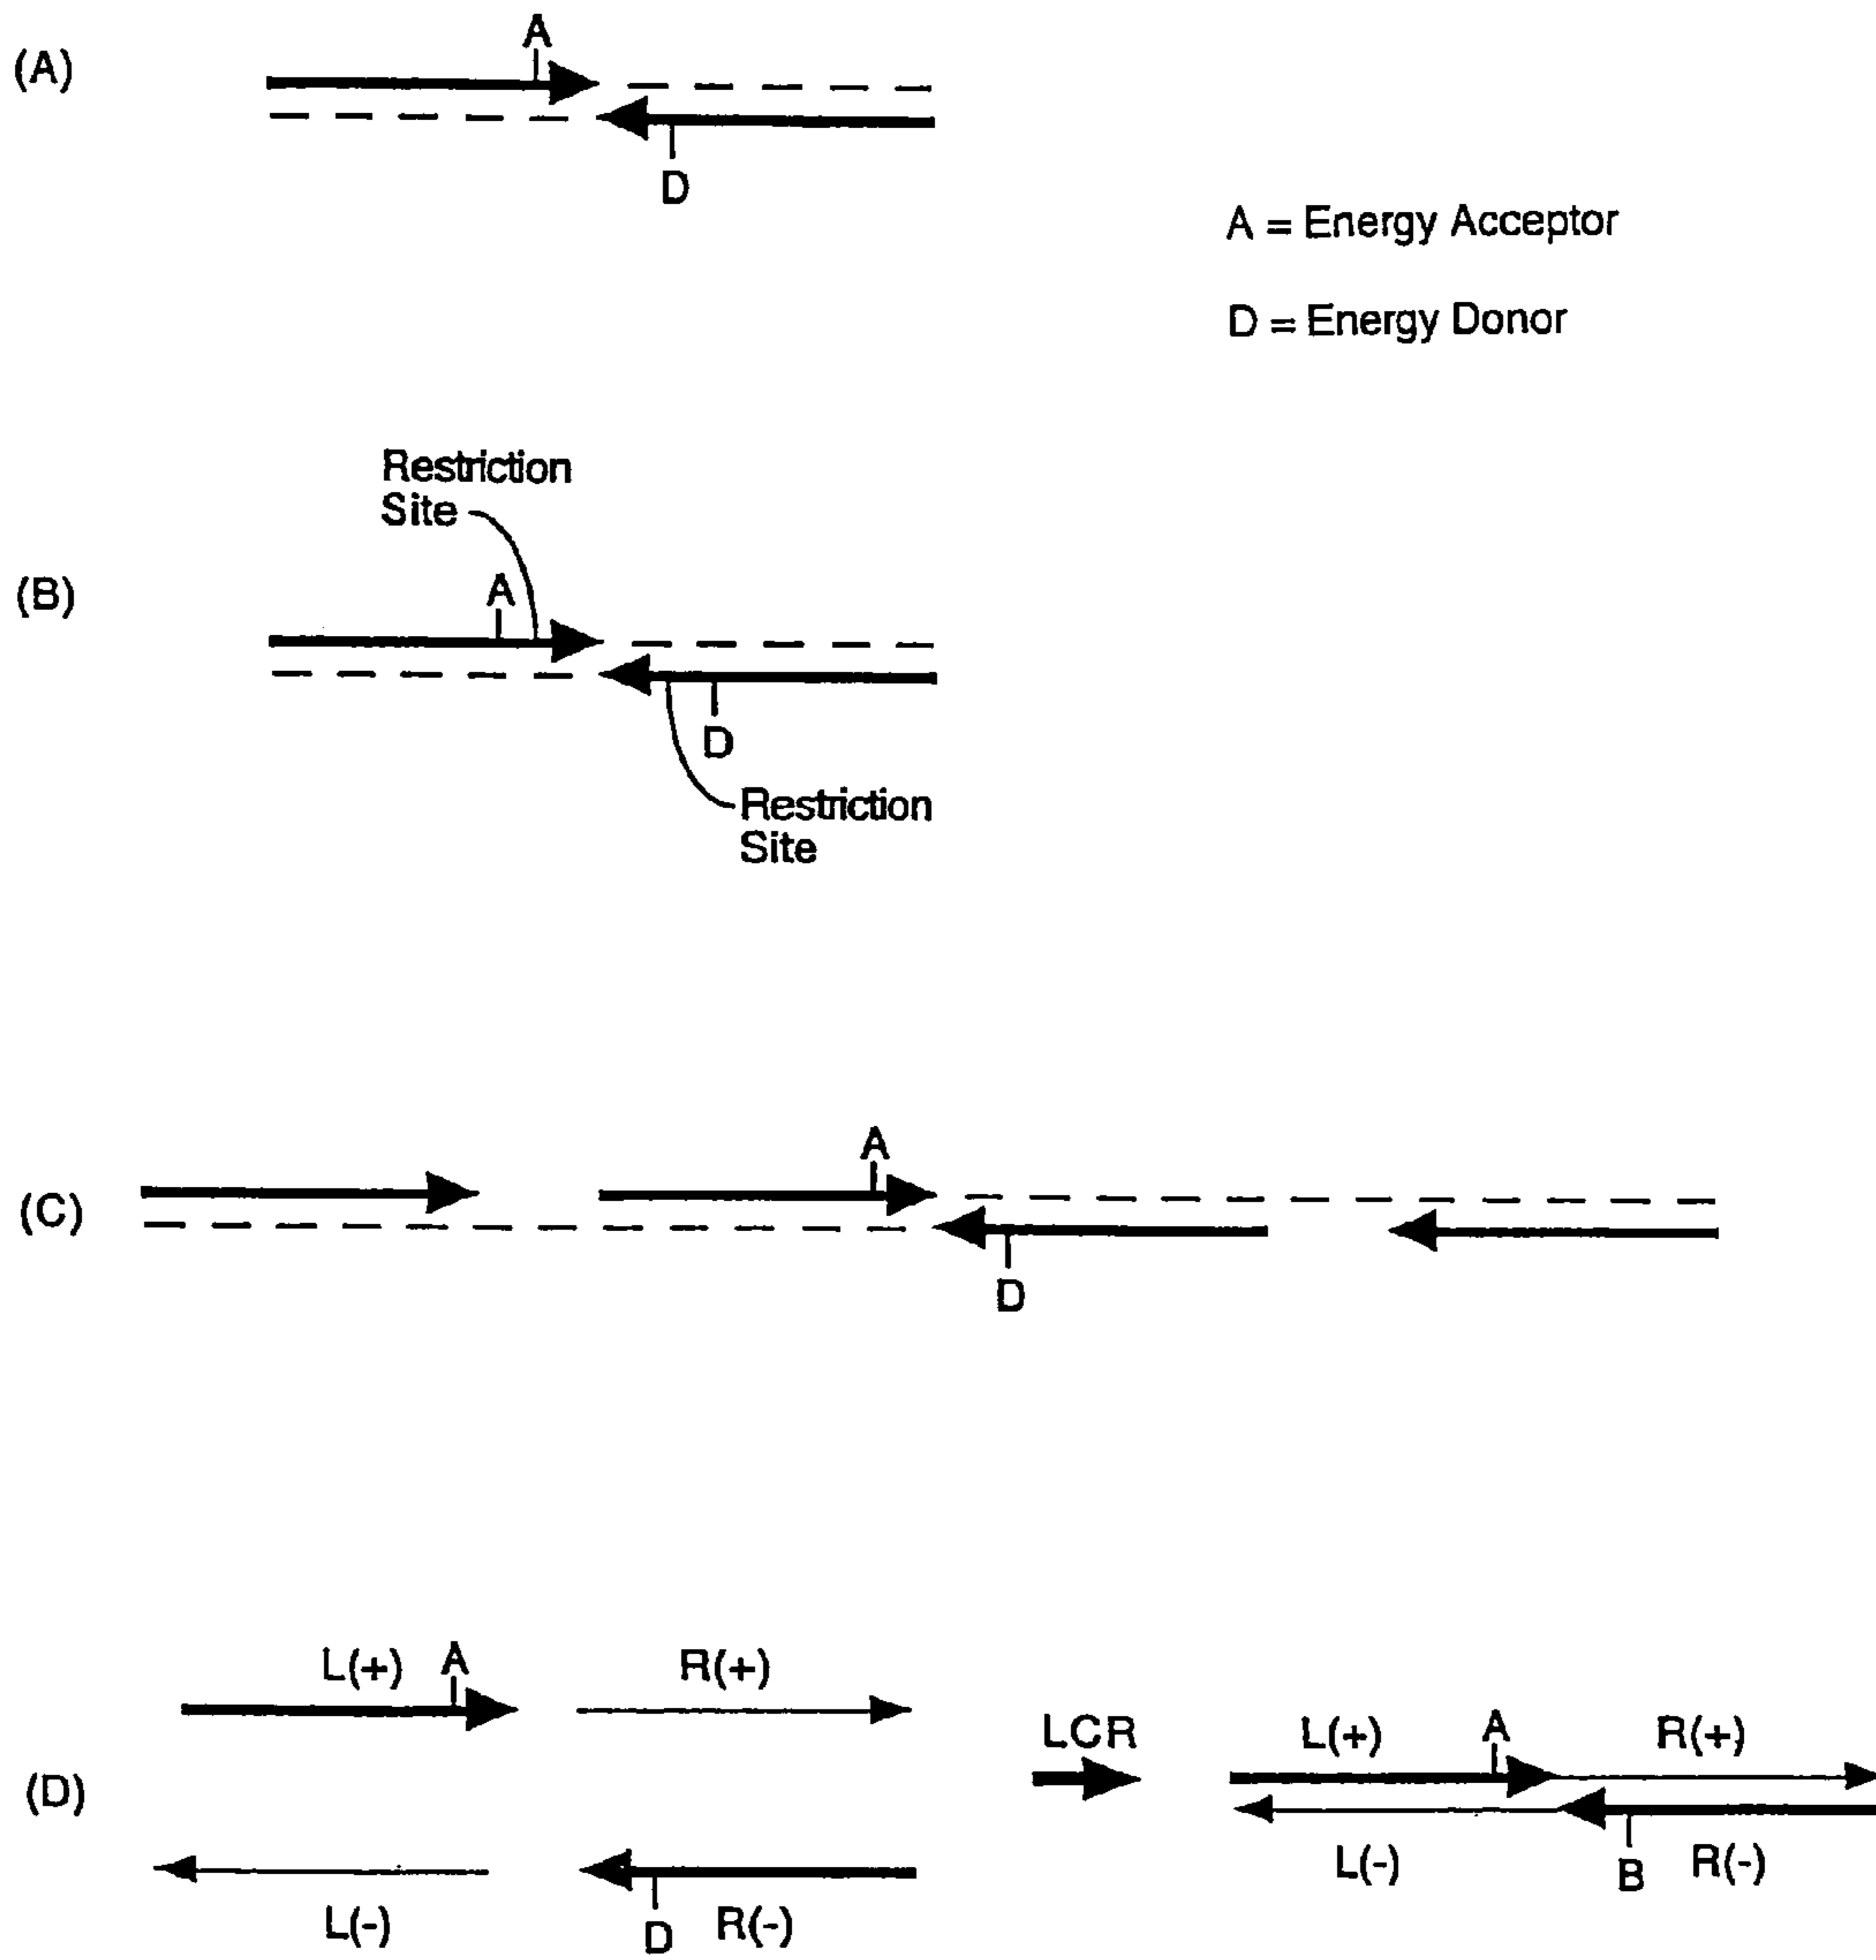 (A)
A
D
A = Energy Acceptor
D = Energy Donor
Restriction
Site
(B)
A
D
Restriction
Site
(C)
A
D
L(+) A R(+)
LCR
L(+) A R(+)
(D)
L(-) B R(-)
L(-) D R(-)